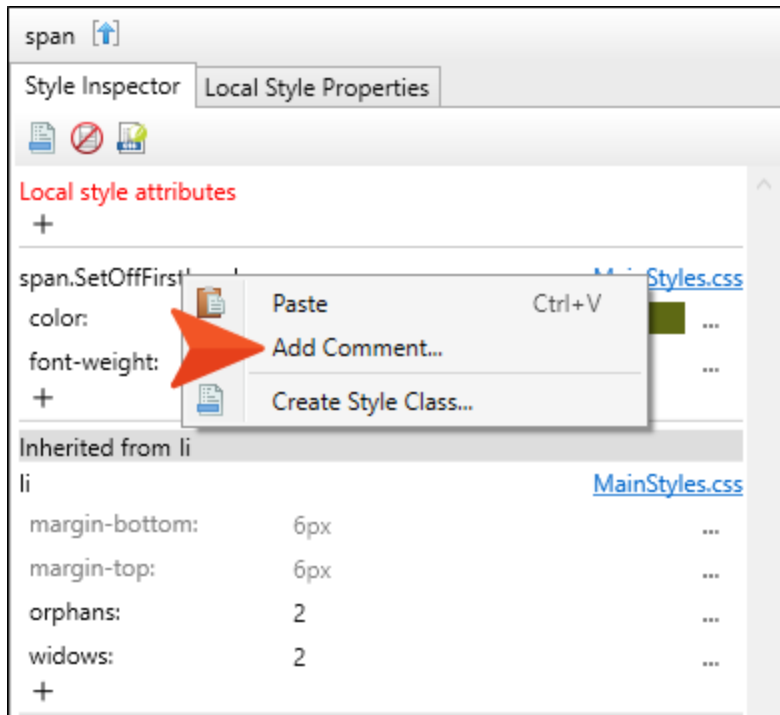 span
Style Inspector Local Style Properties
Local style attributes
+
span.SetOffFirst Styles.css
Paste Ctrl+V
color: ...
Add Comment...
font-weight: ...
+
Create Style Class...
Inherited from li
li MainStyles.css
margin-bottom: 6px ...
margin-top: 6px ...
orphans: 2 ...
widows: 2 ...
+